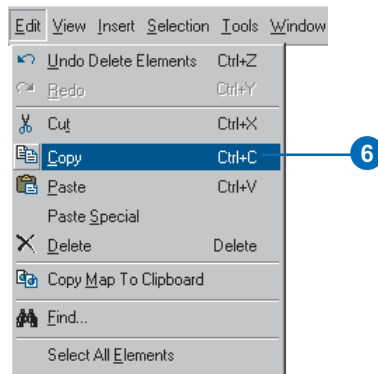 Edit View Insert Selection Tools Window
Undo Delete Elements Ctrl+Z
Redo Ctrl+Y
Cut Ctrl+X
Copy Ctrl+C 6
Paste Ctrl+V
Paste Special
Delete Delete
Copy Map To Clipboard
Find...
Select All Elements